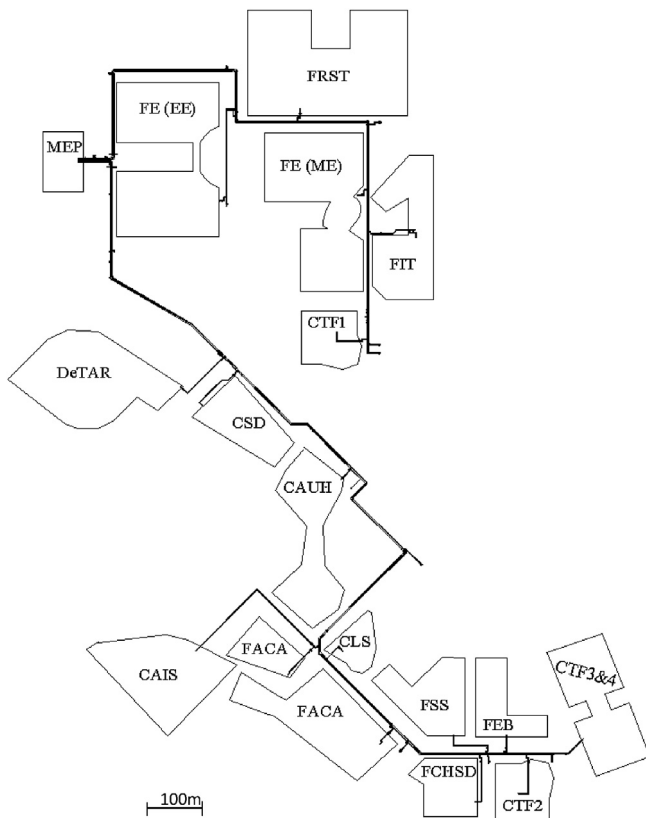 FRST
FE (EE)
MEP
FE (ME)
FIT
CTF1
DeTAR
CSD
CAUH
FACA
CLS
CAIS
FACA
FSS
FEB
CTF3&4
FCHSD
CTF2
100m